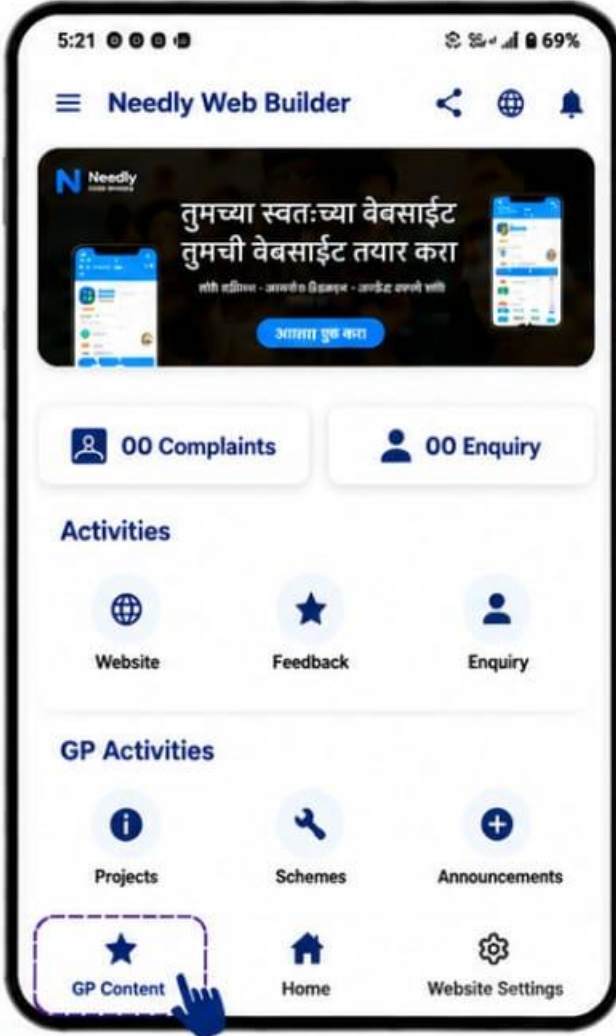 5:21 69%
Needly Web Builder
Needly
तुमच्या स्वतःच्या वेबसाईट
तुमची वेबसाईट तयार करा
00 Complaints 00 Enquiry
Activities
Website Feedback Enquiry
GP Activities
Projects Schemes Announcements
GP Content Home Website Settings